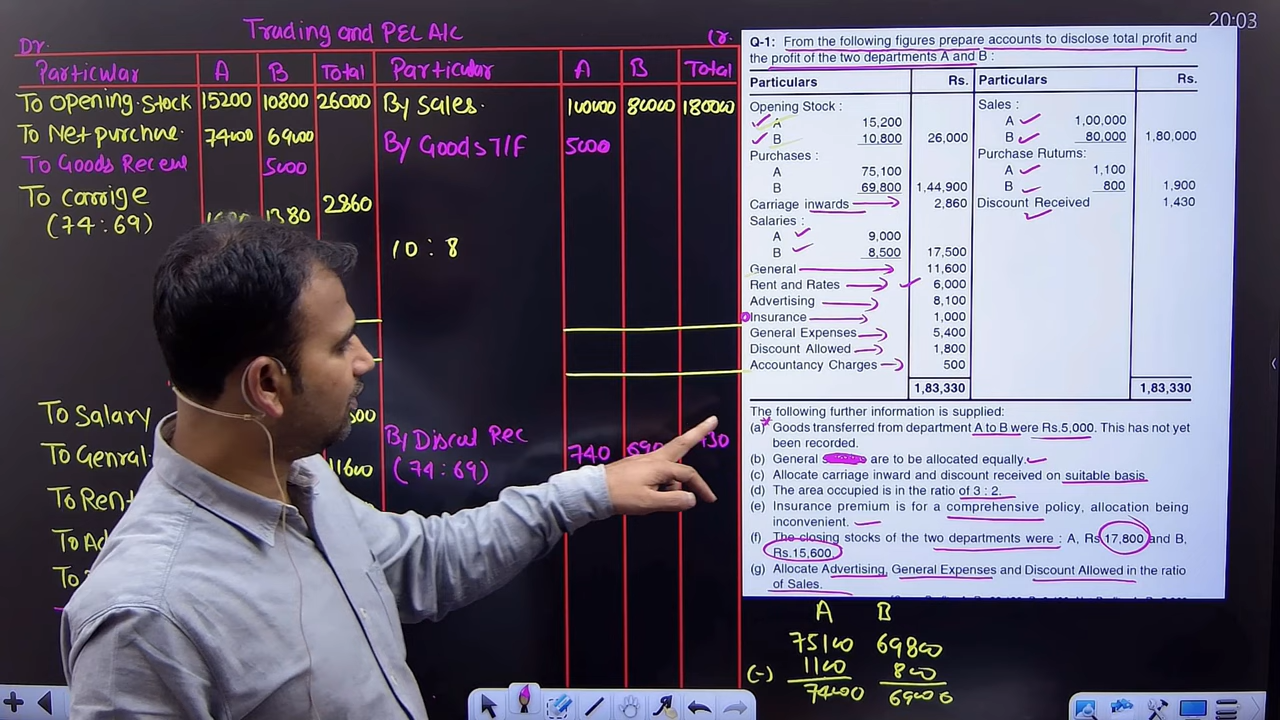 20:03
Trading and P&L A/c
Dr. Cr.
Particular A B Total Particular A B Total
To Opening Stock 15200 10800 26000 By Sales. 100000 80000 180000
To Net purchase. 74000 69000 By Goods T/F 5000
To Goods Recevd 5000
To carrige 2860
(74:69) 1380
10 : 8
To Salary
By Discut Rec 740
To Genral 11600 (74:69)
To Rent
Q-1: From the following figures prepare accounts to disclose total profit and
the profit of the two departments A and B :
Particulars Rs. Particulars Rs.
Opening Stock : Sales :
A 15,200 A 1,00,000
B 10,800 26,000 B 80,000 1,80,000
Purchases : Purchase Ruturns:
A 75,100 A 1,100
B 69,800 1,44,900 B 800 1,900
Carriage inwards 2,860 Discount Received 1,430
Salaries :
A 9,000
B 8,500 17,500
General 11,600
Rent and Rates 6,000
Advertising 8,100
Insurance 1,000
General Expenses 5,400
Discount Allowed 1,800
Accountancy Charges 500
1,83,330 1,83,330
The following further information is supplied:
(a) Goods transferred from department A to B were Rs.5,000. This has not yet
been recorded.
(b) General are to be allocated equally.
(c) Allocate carriage inward and discount received on suitable basis.
(d) The area occupied is in the ratio of 3 : 2.
(e) Insurance premium is for a comprehensive policy, allocation being
inconvenient.
(f) The closing stocks of the two departments were : A, Rs 17,800 and B,
Rs.15,600.
(g) Allocate Advertising, General Expenses and Discount Allowed in the ratio
of Sales.
A B
75100 69800
(-) 1100 800
74000 69000